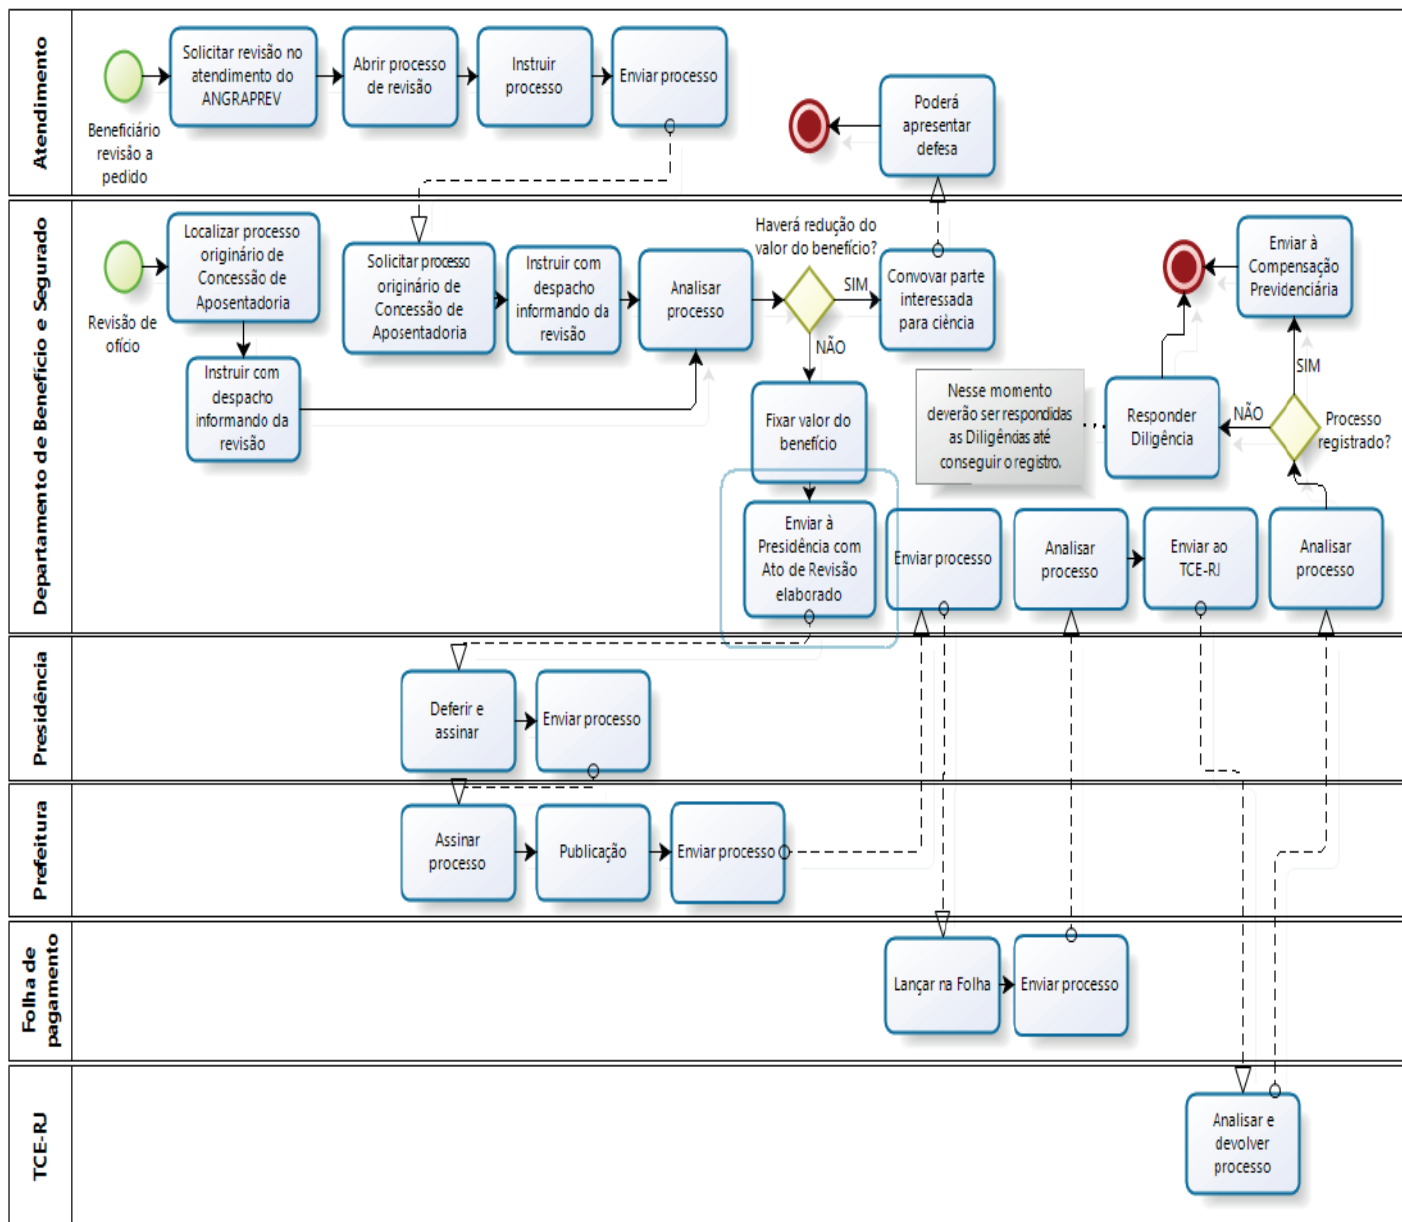 Atendimento
Beneficiário
revisão a
pedido
Solicitar revisão no
atendimento do
ANGRAPREV
Abrir processo
de revisão
Instruir
processo
Enviar processo
Poderá
apresentar
defesa
Departamento de Benefício e Segurado
Revisão de
ofício
Localizar processo
originário de
Concessão de
Aposentadoria
Instruir com
despacho
informando da
revisão
Solicitar processo
originário de
Concessão de
Aposentadoria
Instruir com
despacho
informando da
revisão
Analisar
processo
Haverá redução do
valor do benefício?
SIM
NÃO
Convovar parte
interessada
para ciência
Fixar valor do
benefício
Enviar à
Presidência com
Ato de Revisão
elaborado
Enviar processo
Analisar
processo
Enviar ao
TCE-RJ
Analisar
processo
Processo
registrado?
NÃO
SIM
Responder
Diligência
Nesse momento
deverão ser respondidas
as Diligências até
conseguir o registro.
Enviar à
Compensação
Previdenciária
Presidência
Deferir e
assinar
Enviar processo
Prefeitura
Assinar
processo
Publicação
Enviar processo
Folha de
pagamento
Lançar na Folha
Enviar processo
TCE-RJ
Analisar e
devolver
processo